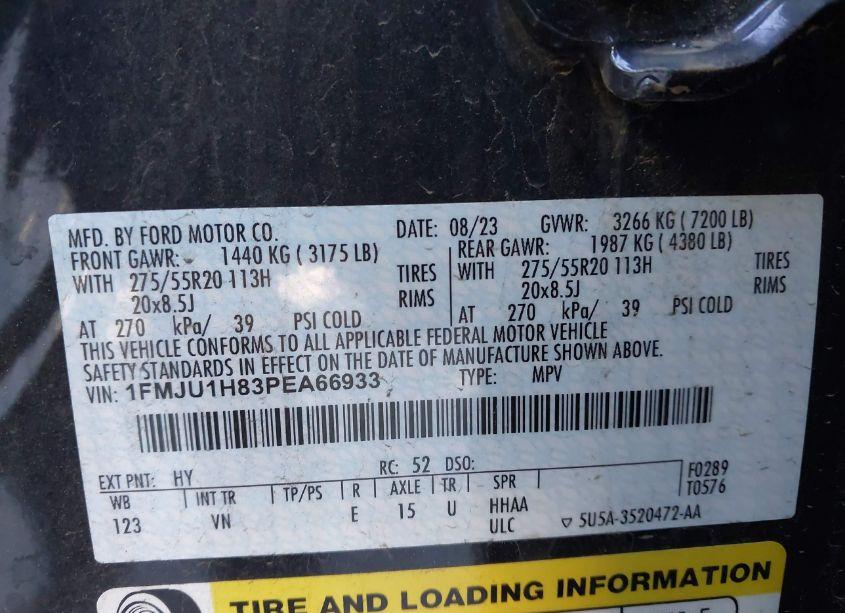 MFD. BY FORD MOTOR CO. DATE: 08/23 GVWR: 3266 KG ( 7200 LB)
FRONT GAWR: 1440 KG ( 3175 LB) REAR GAWR: 1987 KG ( 4380 LB)
WITH 275/55R20 113H TIRES WITH 275/55R20 113H TIRES
20x8.5J RIMS 20x8.5J RIMS
AT 270 kPa/ 39 PSI COLD AT 270 kPa/ 39 PSI COLD
THIS VEHICLE CONFORMS TO ALL APPLICABLE FEDERAL MOTOR VEHICLE
SAFETY STANDARDS IN EFFECT ON THE DATE OF MANUFACTURE SHOWN ABOVE.
VIN: 1FMJU1H83PEA66933 TYPE: MPV
EXT PNT: HY RC: 52 DSO: F0289
WB INT TR TP/PS R AXLE TR SPR T0576
123 VN E 15 U HHAA
ULC 5U5A-3520472-AA
TIRE AND LOADING INFORMATION